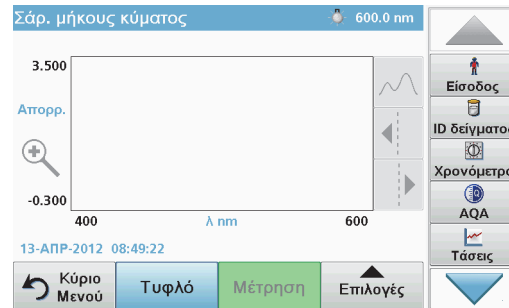 Σάρ. μήκους κύματος
600.0 nm
3.500
Απορρ.
-0.300
400
λ nm
600
13-ΑΠΡ-2012 08:49:22
Κύριο
Μενού
Τυφλό
Μέτρηση
Επιλογές
Είσοδος
ID δείγματο
Χρονόμετρ
AQA
Τάσεις